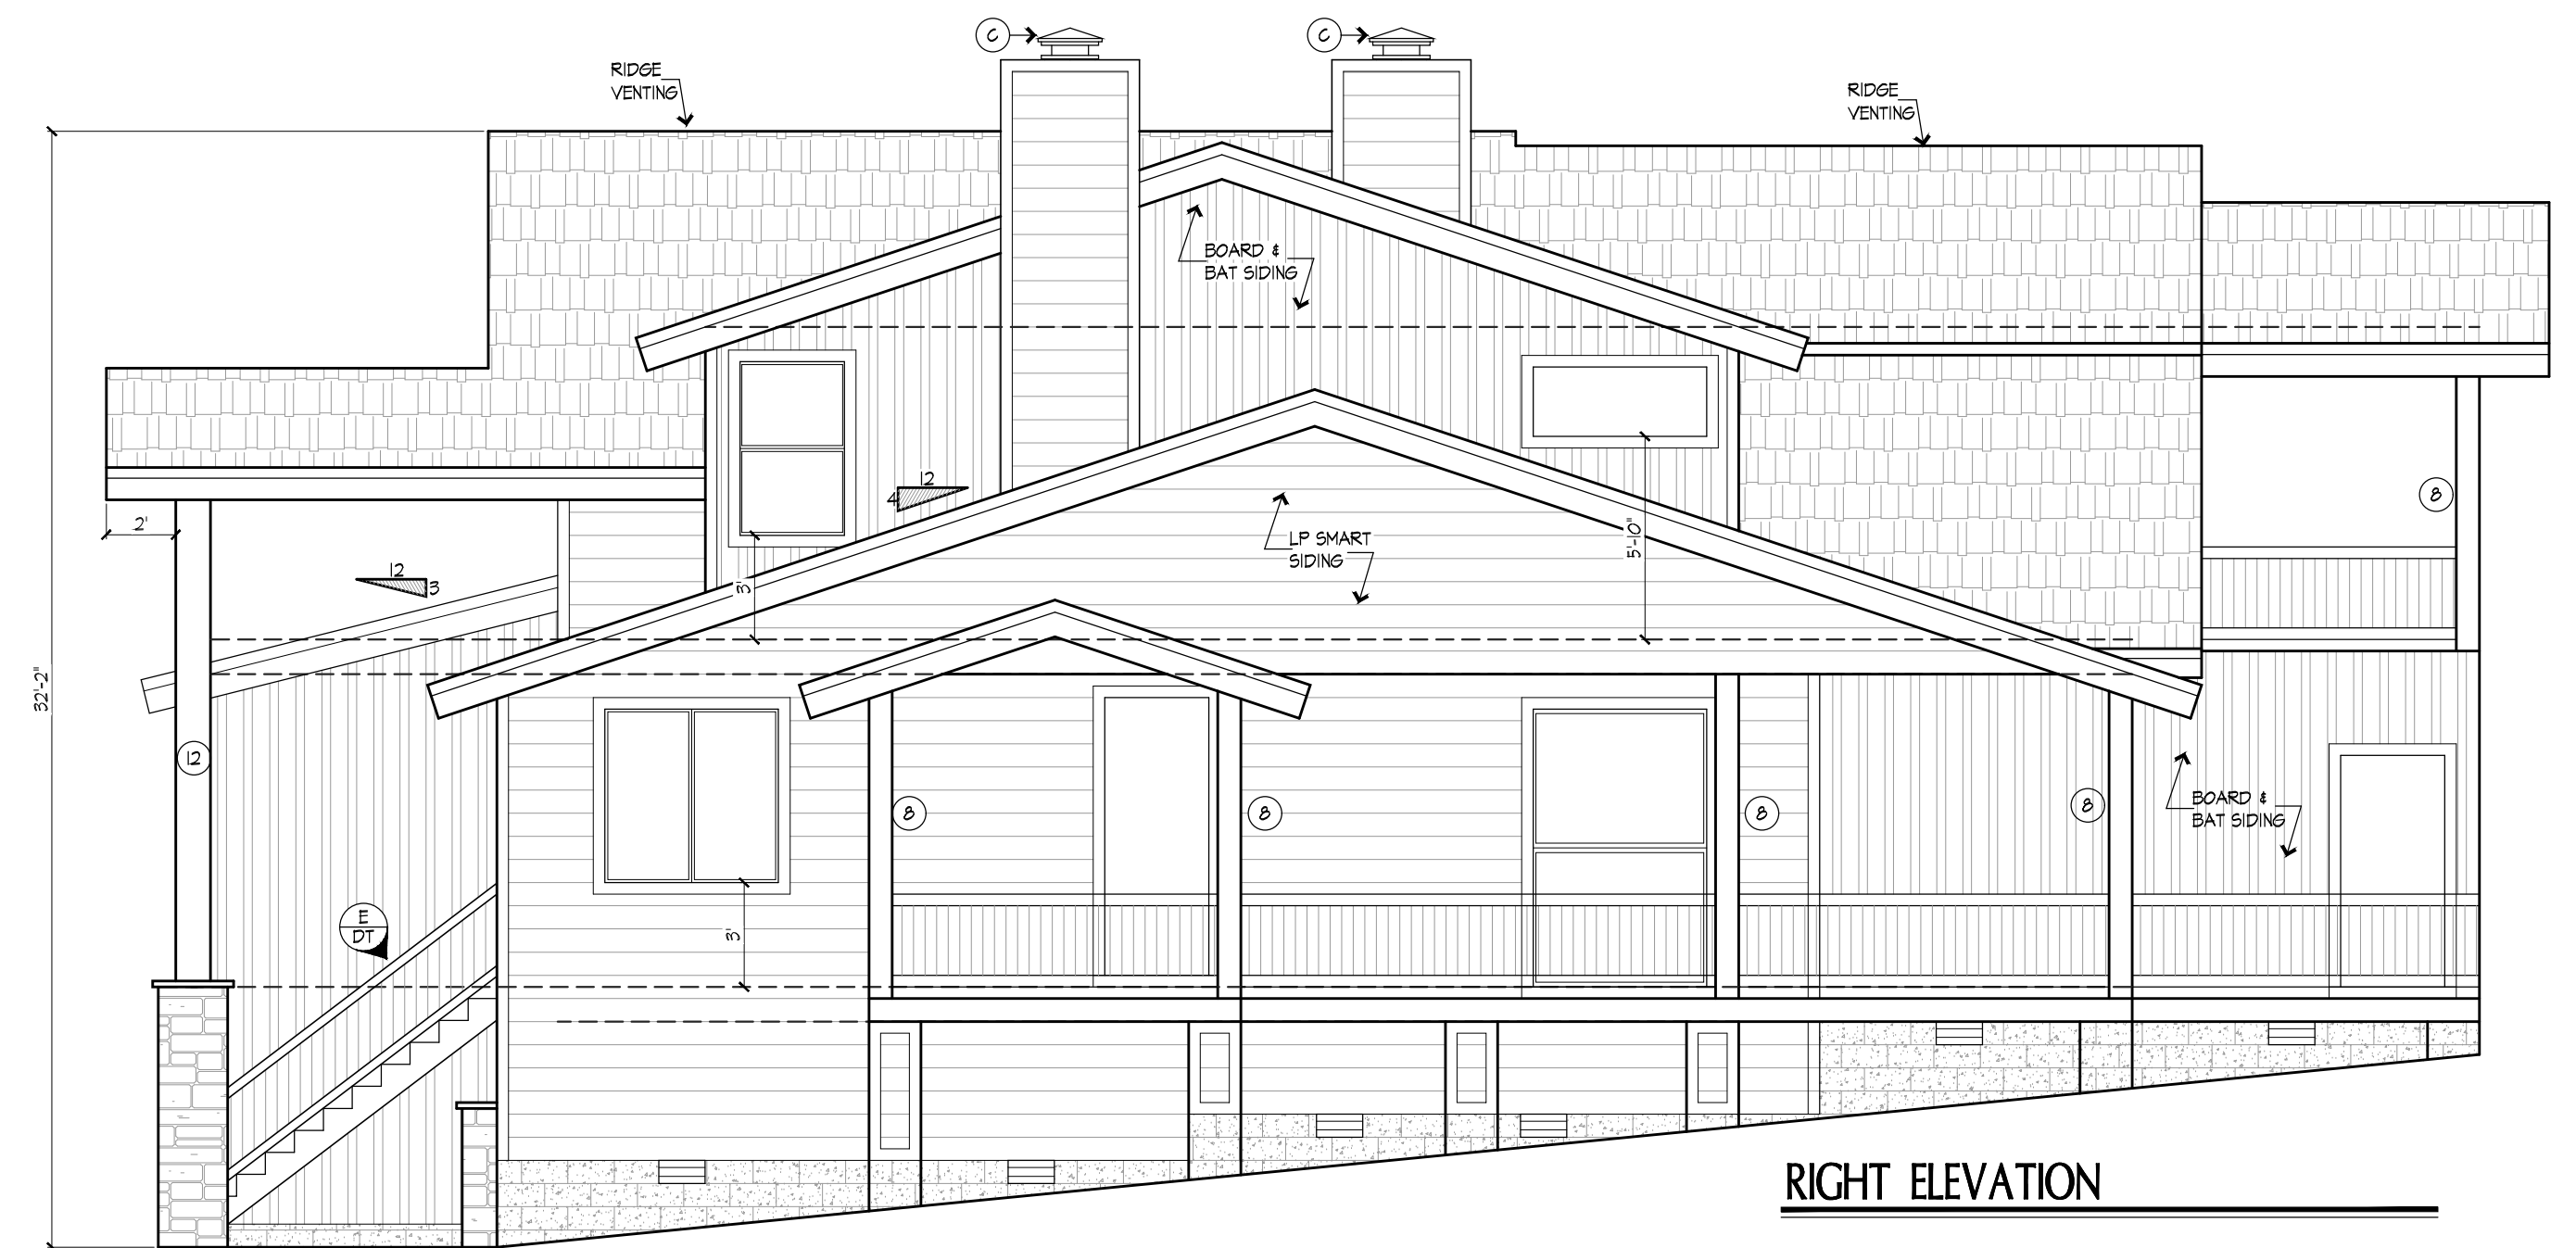 C
C
RIDGE
VENTING
RIDGE
VENTING
BOARD &
BAT SIDING
12
4
8
2'
5'-10"
LP SMART
SIDING
12
3
3'
32'-2"
12
8
8
8
8
BOARD &
BAT SIDING
E
DT
3'
RIGHT ELEVATION